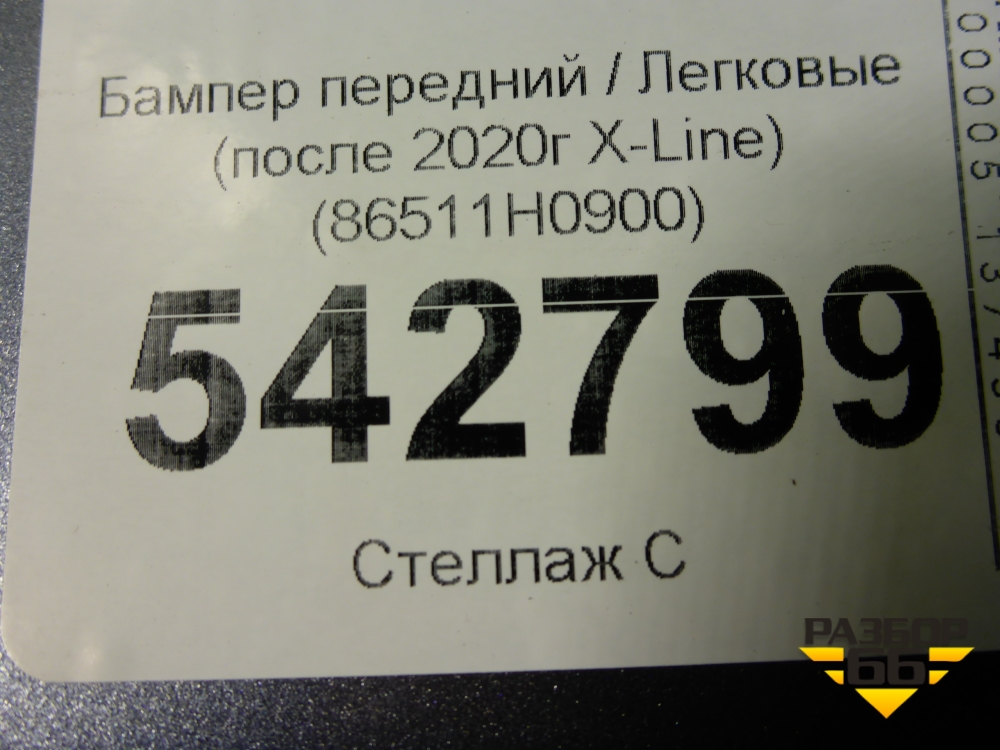 Бампер передний / Легковые
(после 2020г X-Line)
(86511H0900)
542799
Стеллаж С
РАЗБОР
66